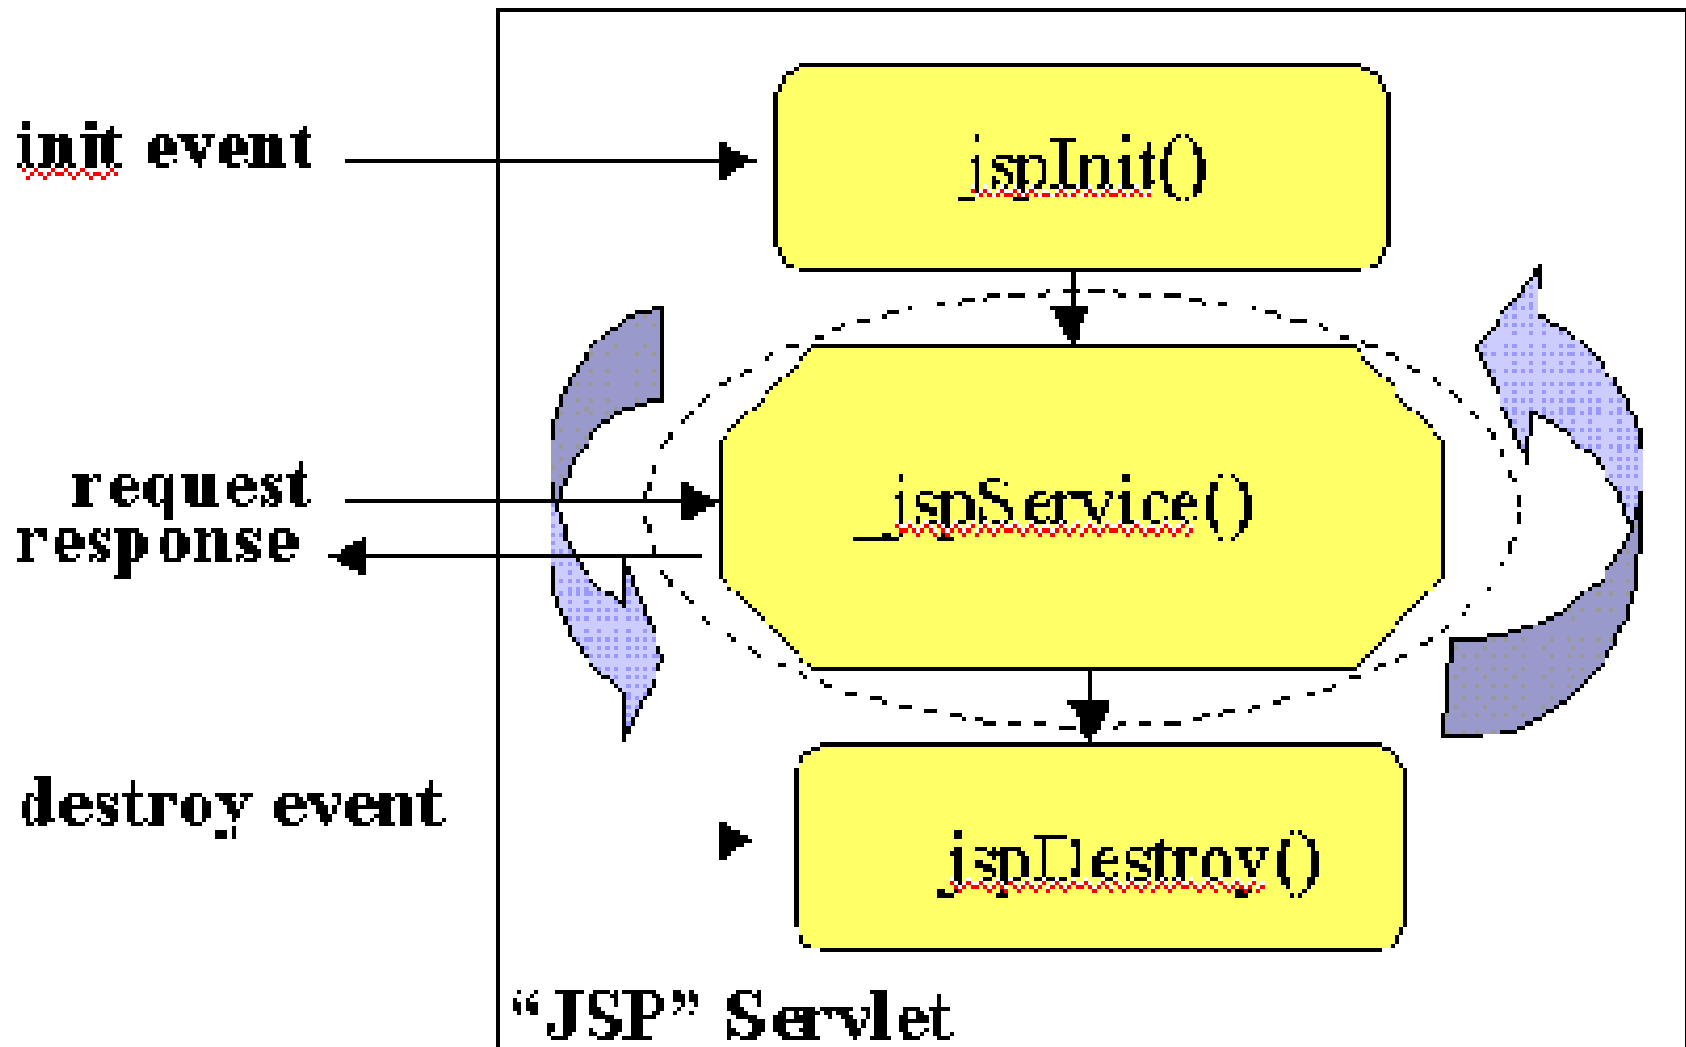 init event
jspInit()
request
response
_jspService()
destroy event
jspDestroy()
“JSP” Servlet